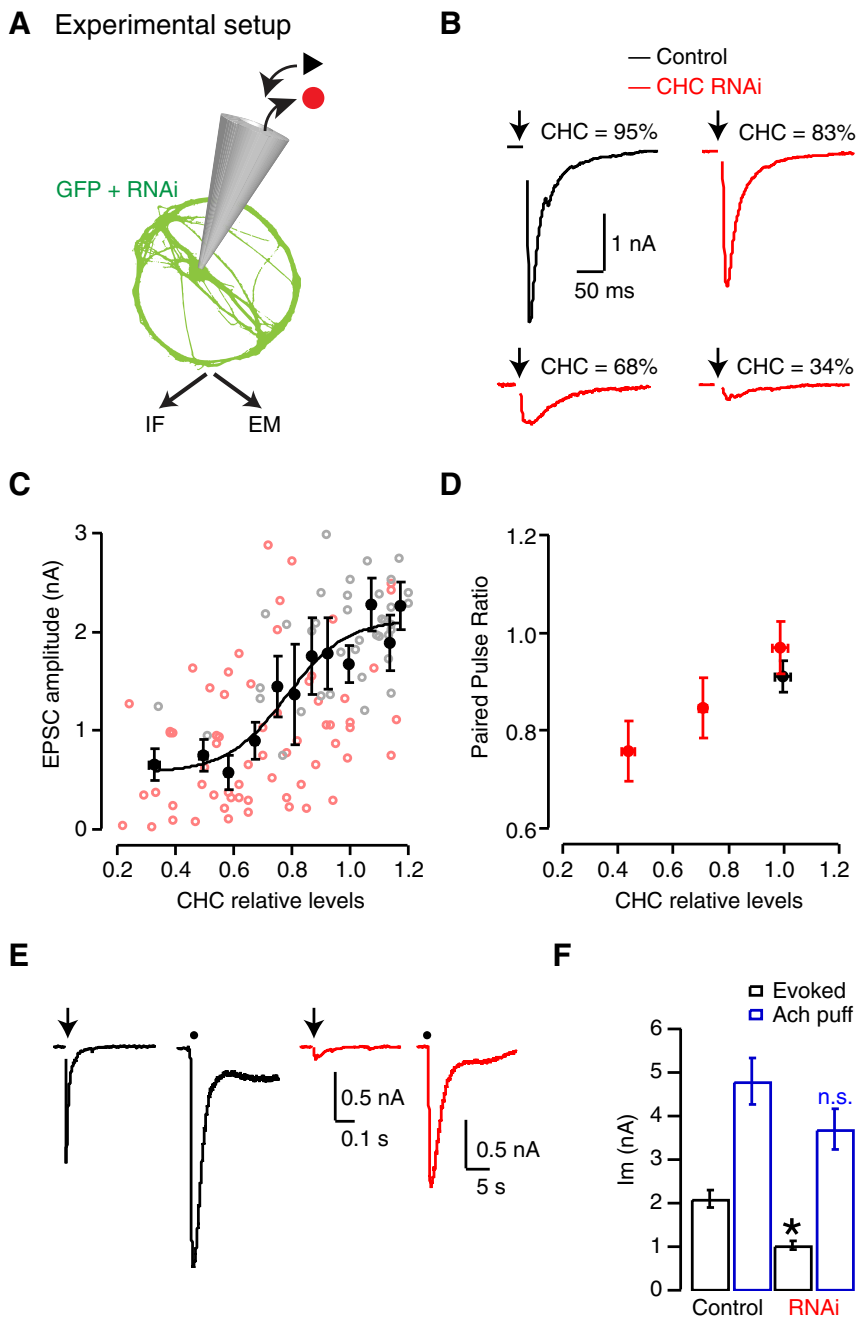 A Experimental setup
GFP + RNAi
IF
EM
B
Control
CHC RNAi
CHC = 95%
CHC = 83%
1 nA
50 ms
CHC = 68%
CHC = 34%
C
EPSC amplitude (nA)
3
2
1
0
0.2 0.4 0.6 0.8 1.0 1.2
CHC relative levels
D
Paired Pulse Ratio
1.2
1.0
0.8
0.6
0.2 0.4 0.6 0.8 1.0 1.2
CHC relative levels
E
0.5 nA
0.1 s
0.5 nA
5 s
F
Evoked
Ach puff
Im (nA)
6
5
4
3
2
1
0
n.s.
*
Control
RNAi